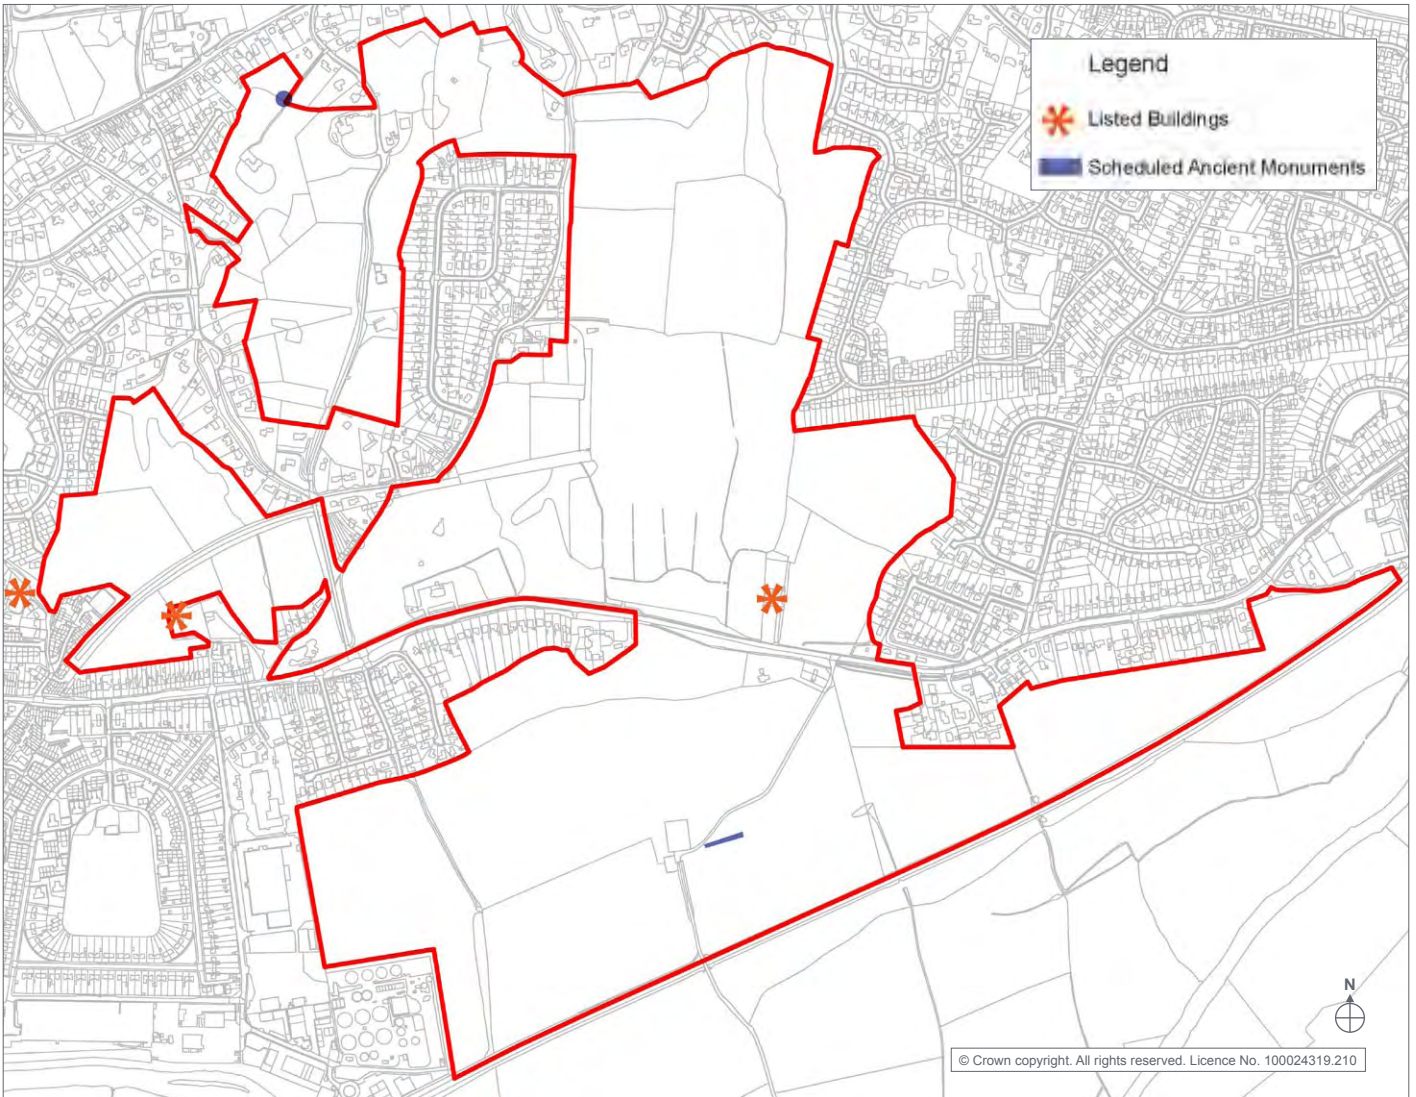 Legend
Listed Buildings
Scheduled Ancient Monuments
N
© Crown copyright. All rights reserved. Licence No. 100024319.210